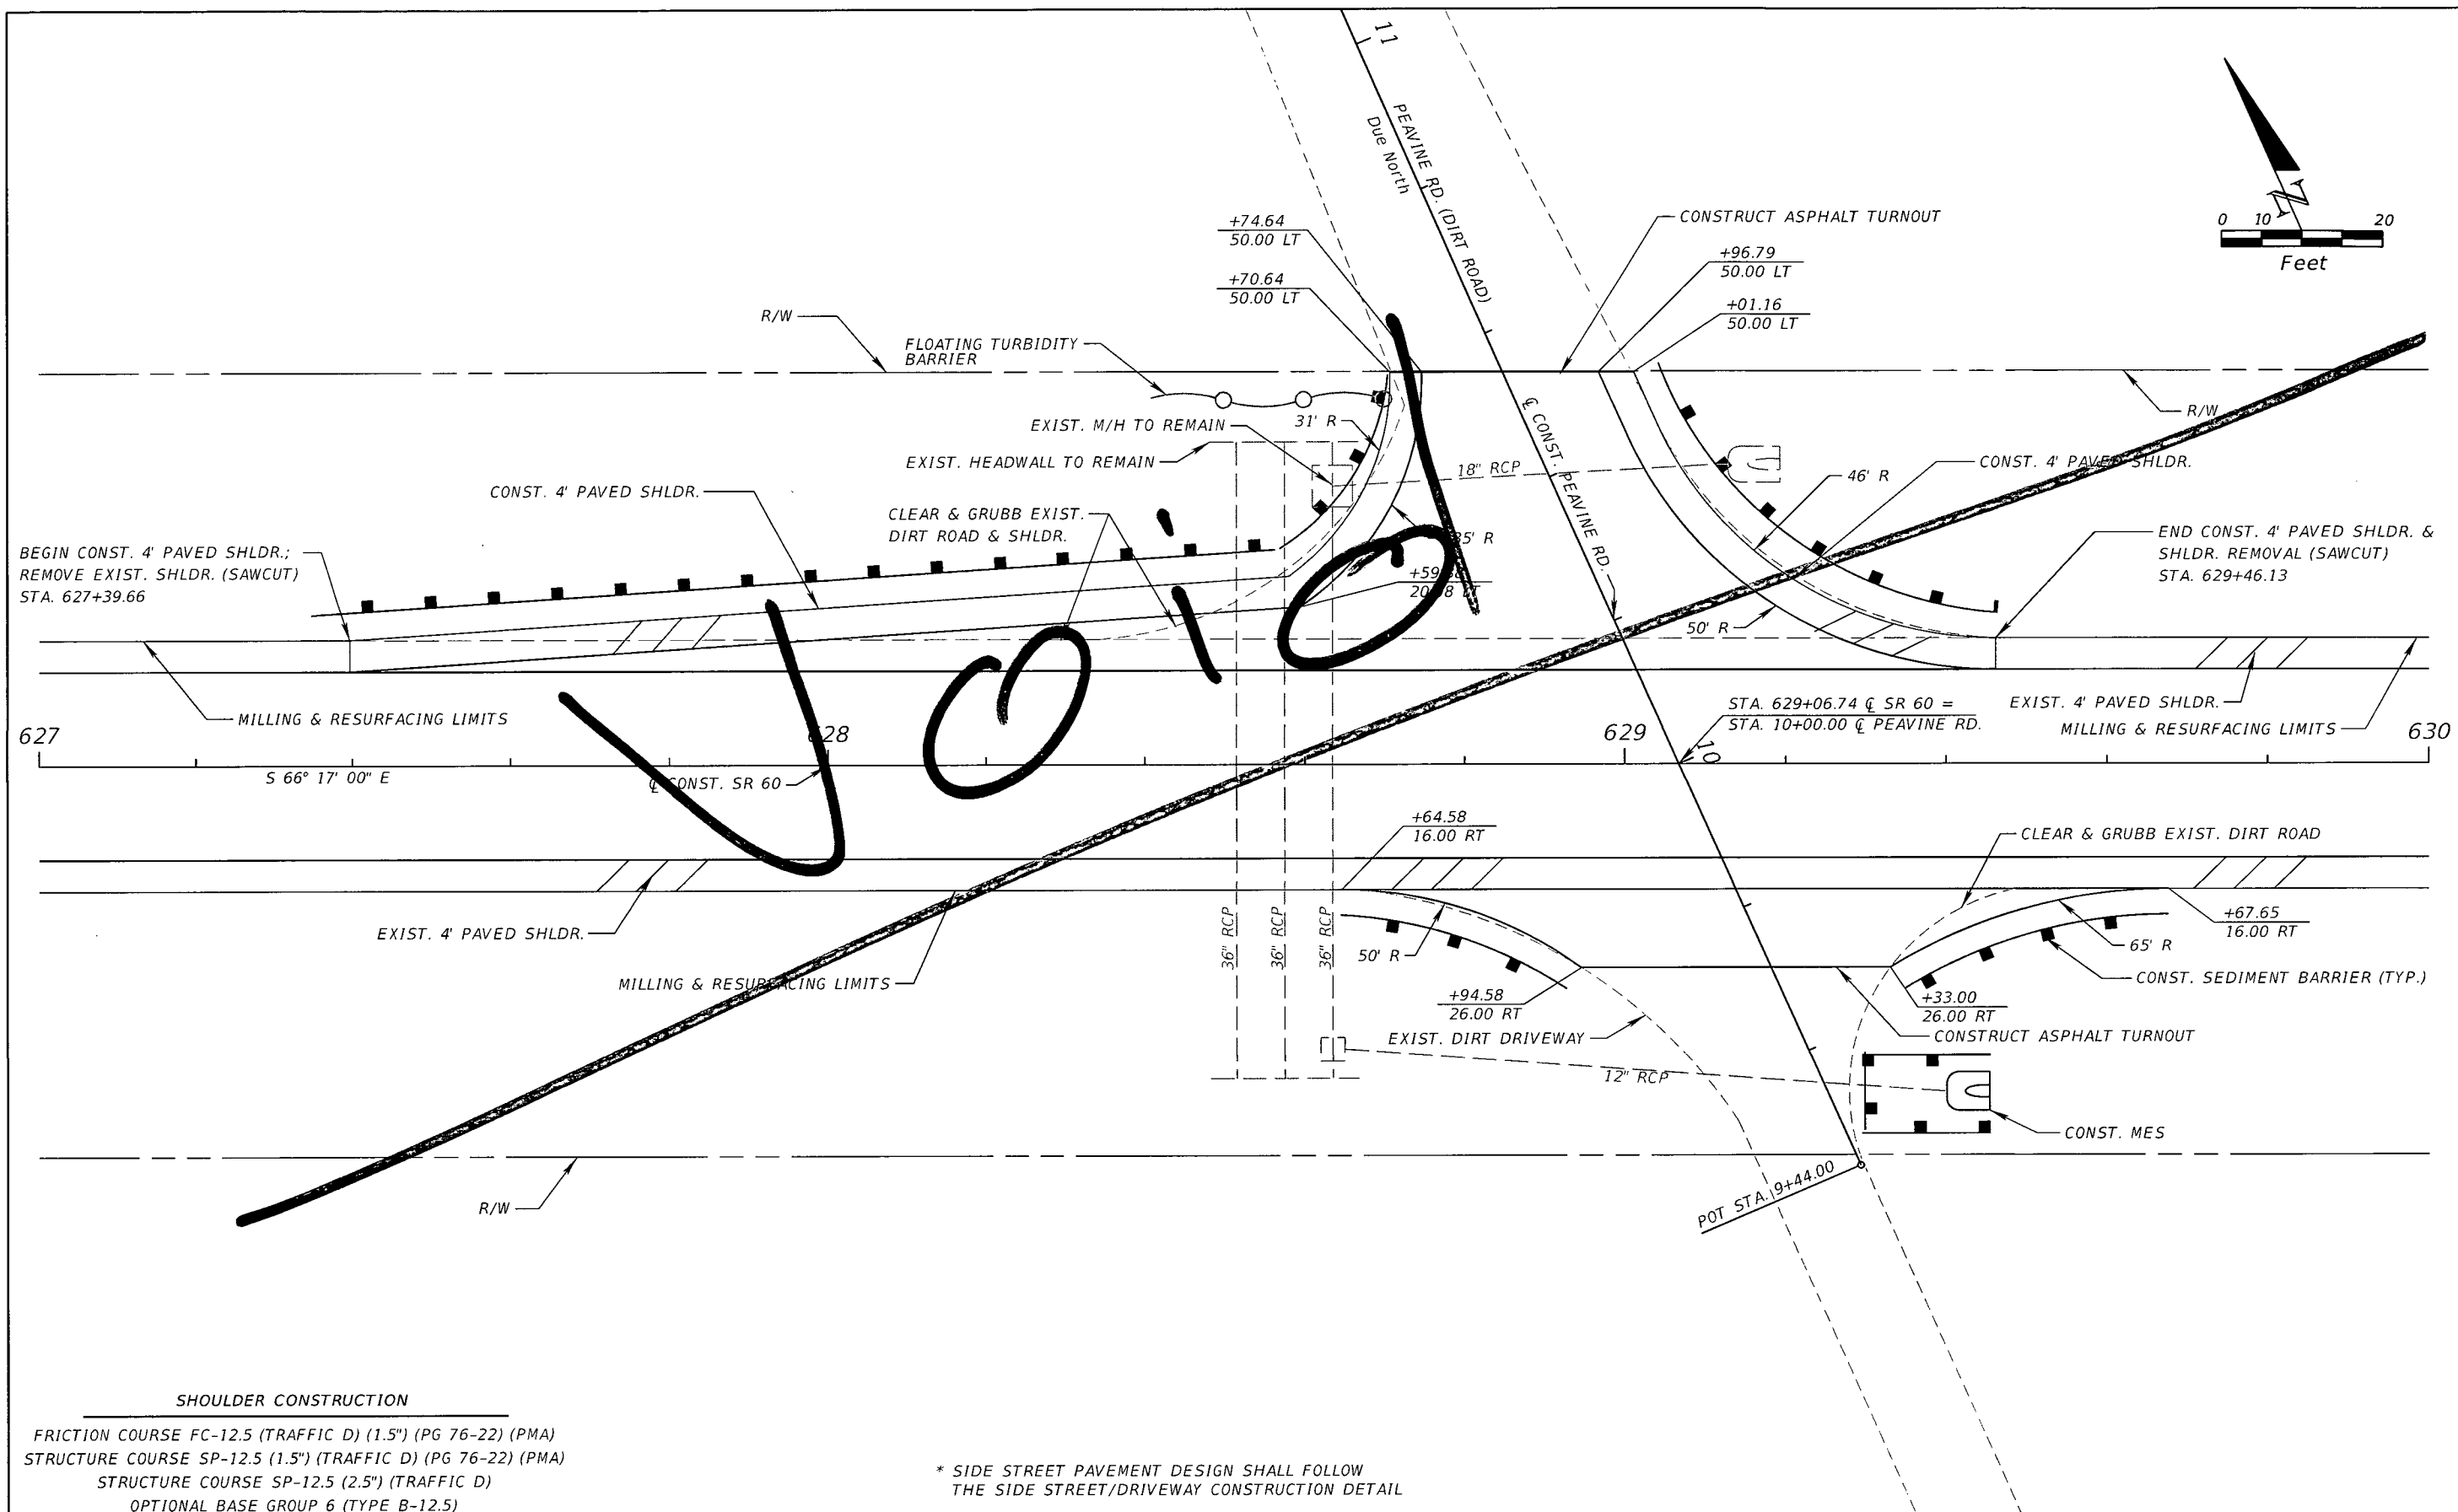 11
PEAVINE RD. (DIRT ROAD)
Due North
N
0 10 20
Feet
+74.64
50.00 LT
+70.64
50.00 LT
CONSTRUCT ASPHALT TURNOUT
+96.79
50.00 LT
+01.16
50.00 LT
R/W
FLOATING TURBIDITY
BARRIER
R/W
EXIST. M/H TO REMAIN
31' R
EXIST. HEADWALL TO REMAIN
18" RCP
℄ CONST. PEAVINE RD.
CONST. 4' PAVED SHLDR.
46' R
CONST. 4' PAVED SHLDR.
CLEAR & GRUBB EXIST.
DIRT ROAD & SHLDR.
BEGIN CONST. 4' PAVED SHLDR.;
REMOVE EXIST. SHLDR. (SAWCUT)
STA. 627+39.66
END CONST. 4' PAVED SHLDR. &
SHLDR. REMOVAL (SAWCUT)
STA. 629+46.13
50' R
Void
MILLING & RESURFACING LIMITS
STA. 629+06.74 ℄ SR 60 =
STA. 10+00.00 ℄ PEAVINE RD.
EXIST. 4' PAVED SHLDR.
MILLING & RESURFACING LIMITS
627
628
629
10
630
S 66° 17' 00" E
℄ CONST. SR 60
+64.58
16.00 RT
CLEAR & GRUBB EXIST. DIRT ROAD
EXIST. 4' PAVED SHLDR.
36" RCP
36" RCP
36" RCP
50' R
+67.65
16.00 RT
65' R
MILLING & RESURFACING LIMITS
CONST. SEDIMENT BARRIER (TYP.)
+94.58
26.00 RT
+33.00
26.00 RT
EXIST. DIRT DRIVEWAY
CONSTRUCT ASPHALT TURNOUT
12" RCP
CONST. MES
POT STA. 9+44.00
R/W
SHOULDER CONSTRUCTION
FRICTION COURSE FC-12.5 (TRAFFIC D) (1.5") (PG 76-22) (PMA)
STRUCTURE COURSE SP-12.5 (1.5") (TRAFFIC D) (PG 76-22) (PMA)
STRUCTURE COURSE SP-12.5 (2.5") (TRAFFIC D)
OPTIONAL BASE GROUP 6 (TYPE B-12.5)
* SIDE STREET PAVEMENT DESIGN SHALL FOLLOW
THE SIDE STREET/DRIVEWAY CONSTRUCTION DETAIL